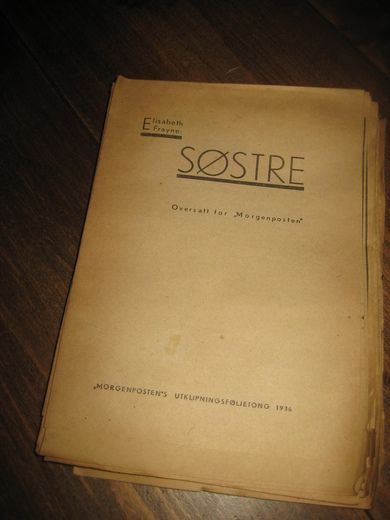 Elisabeth
Frayne:
SØSTRE
Oversatt for „Morgenposten"
„MORGENPOSTEN"S UTKLIPNINGSFØLJETONG 1936